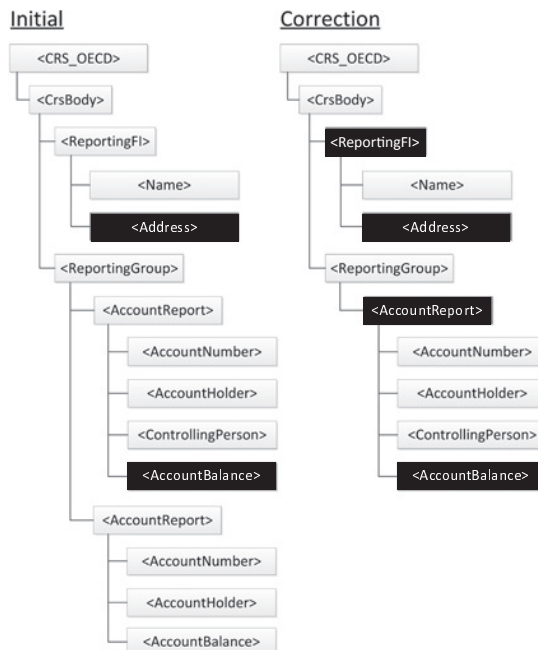 Initial
<CRS_OECD>
<CrsBody>
<ReportingFI>
<Name>
<Address>
<ReportingGroup>
<AccountReport>
<AccountNumber>
<AccountHolder>
<ControllingPerson>
<AccountBalance>
<AccountReport>
<AccountNumber>
<AccountHolder>
<AccountBalance>
Correction
<CRS_OECD>
<CrsBody>
<ReportingFI>
<Name>
<Address>
<ReportingGroup>
<AccountReport>
<AccountNumber>
<AccountHolder>
<ControllingPerson>
<AccountBalance>